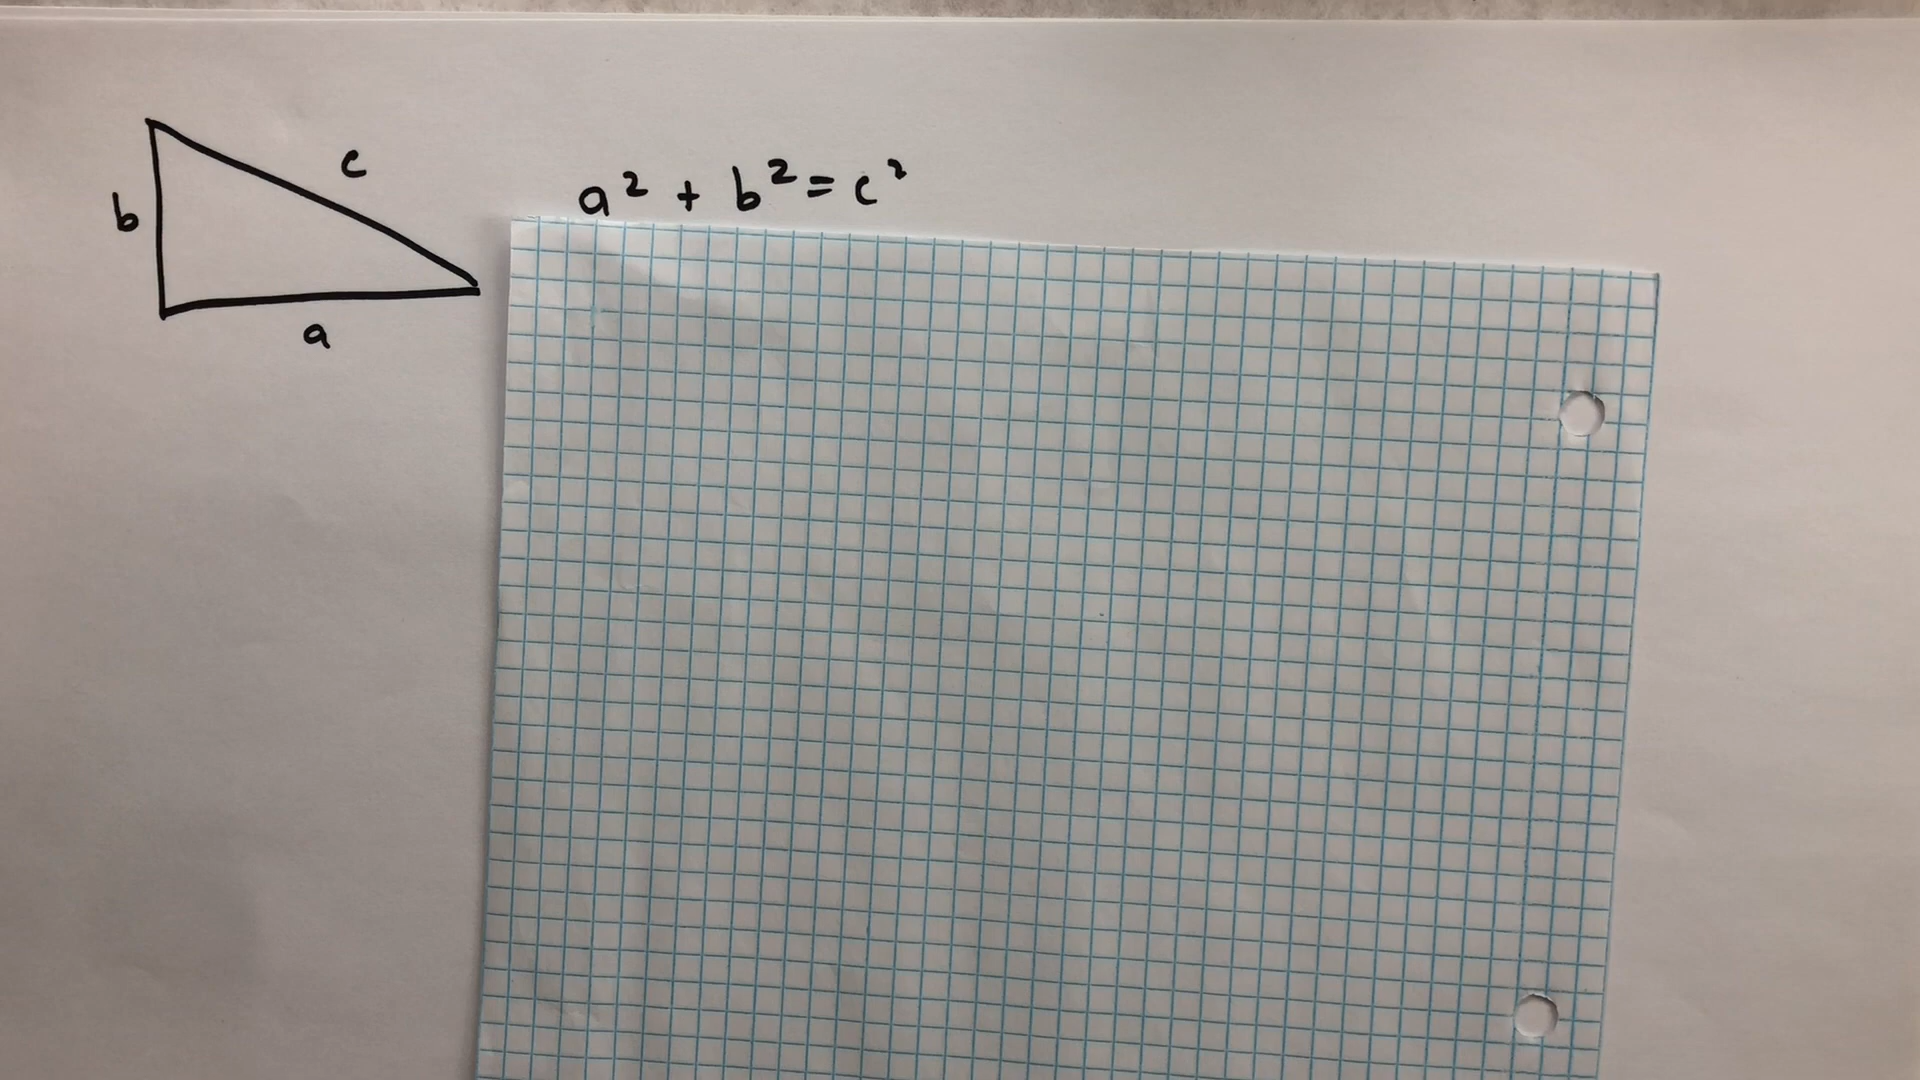 c
b
a
a² + b² = c²